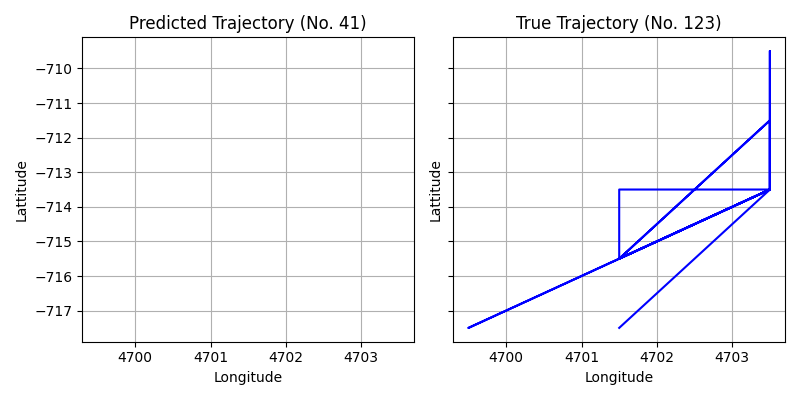 Predicted Trajectory (No. 41)
True Trajectory (No. 123)
Lattitude
−710
−711
−712
−713
−714
−715
−716
−717
4700 4701 4702 4703
Longitude
Lattitude
4700 4701 4702 4703
Longitude